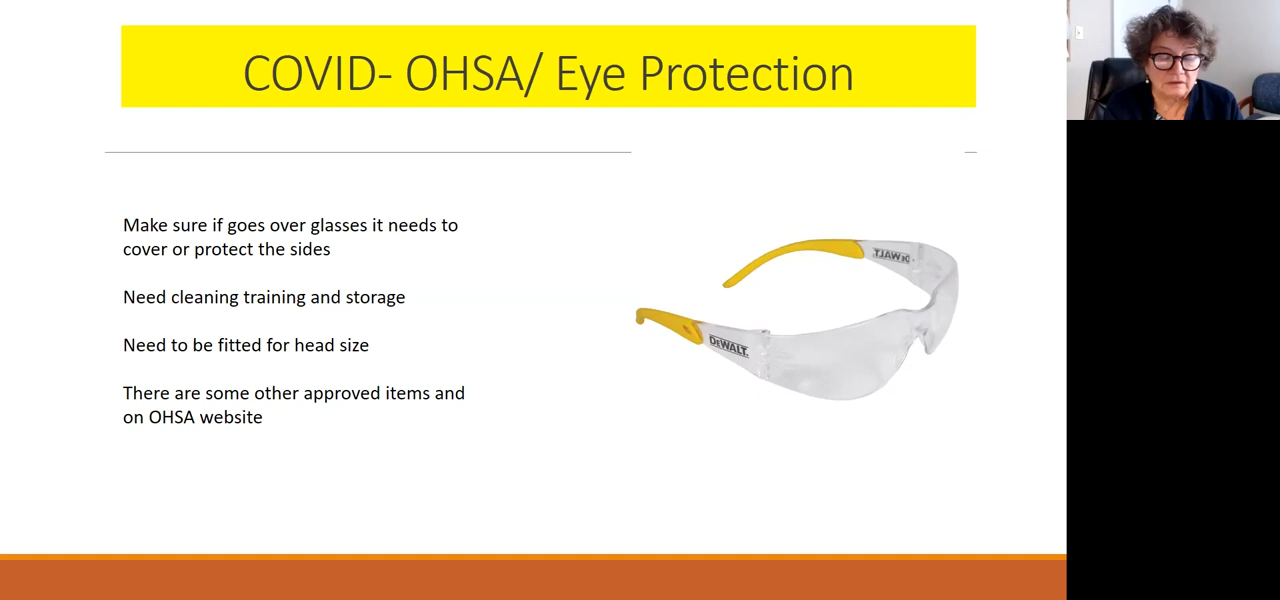 COVID- OHSA/ Eye Protection
Make sure if goes over glasses it needs to
cover or protect the sides
Need cleaning training and storage
Need to be fitted for head size
There are some other approved items and
on OHSA website
DEWALT
DEWALT